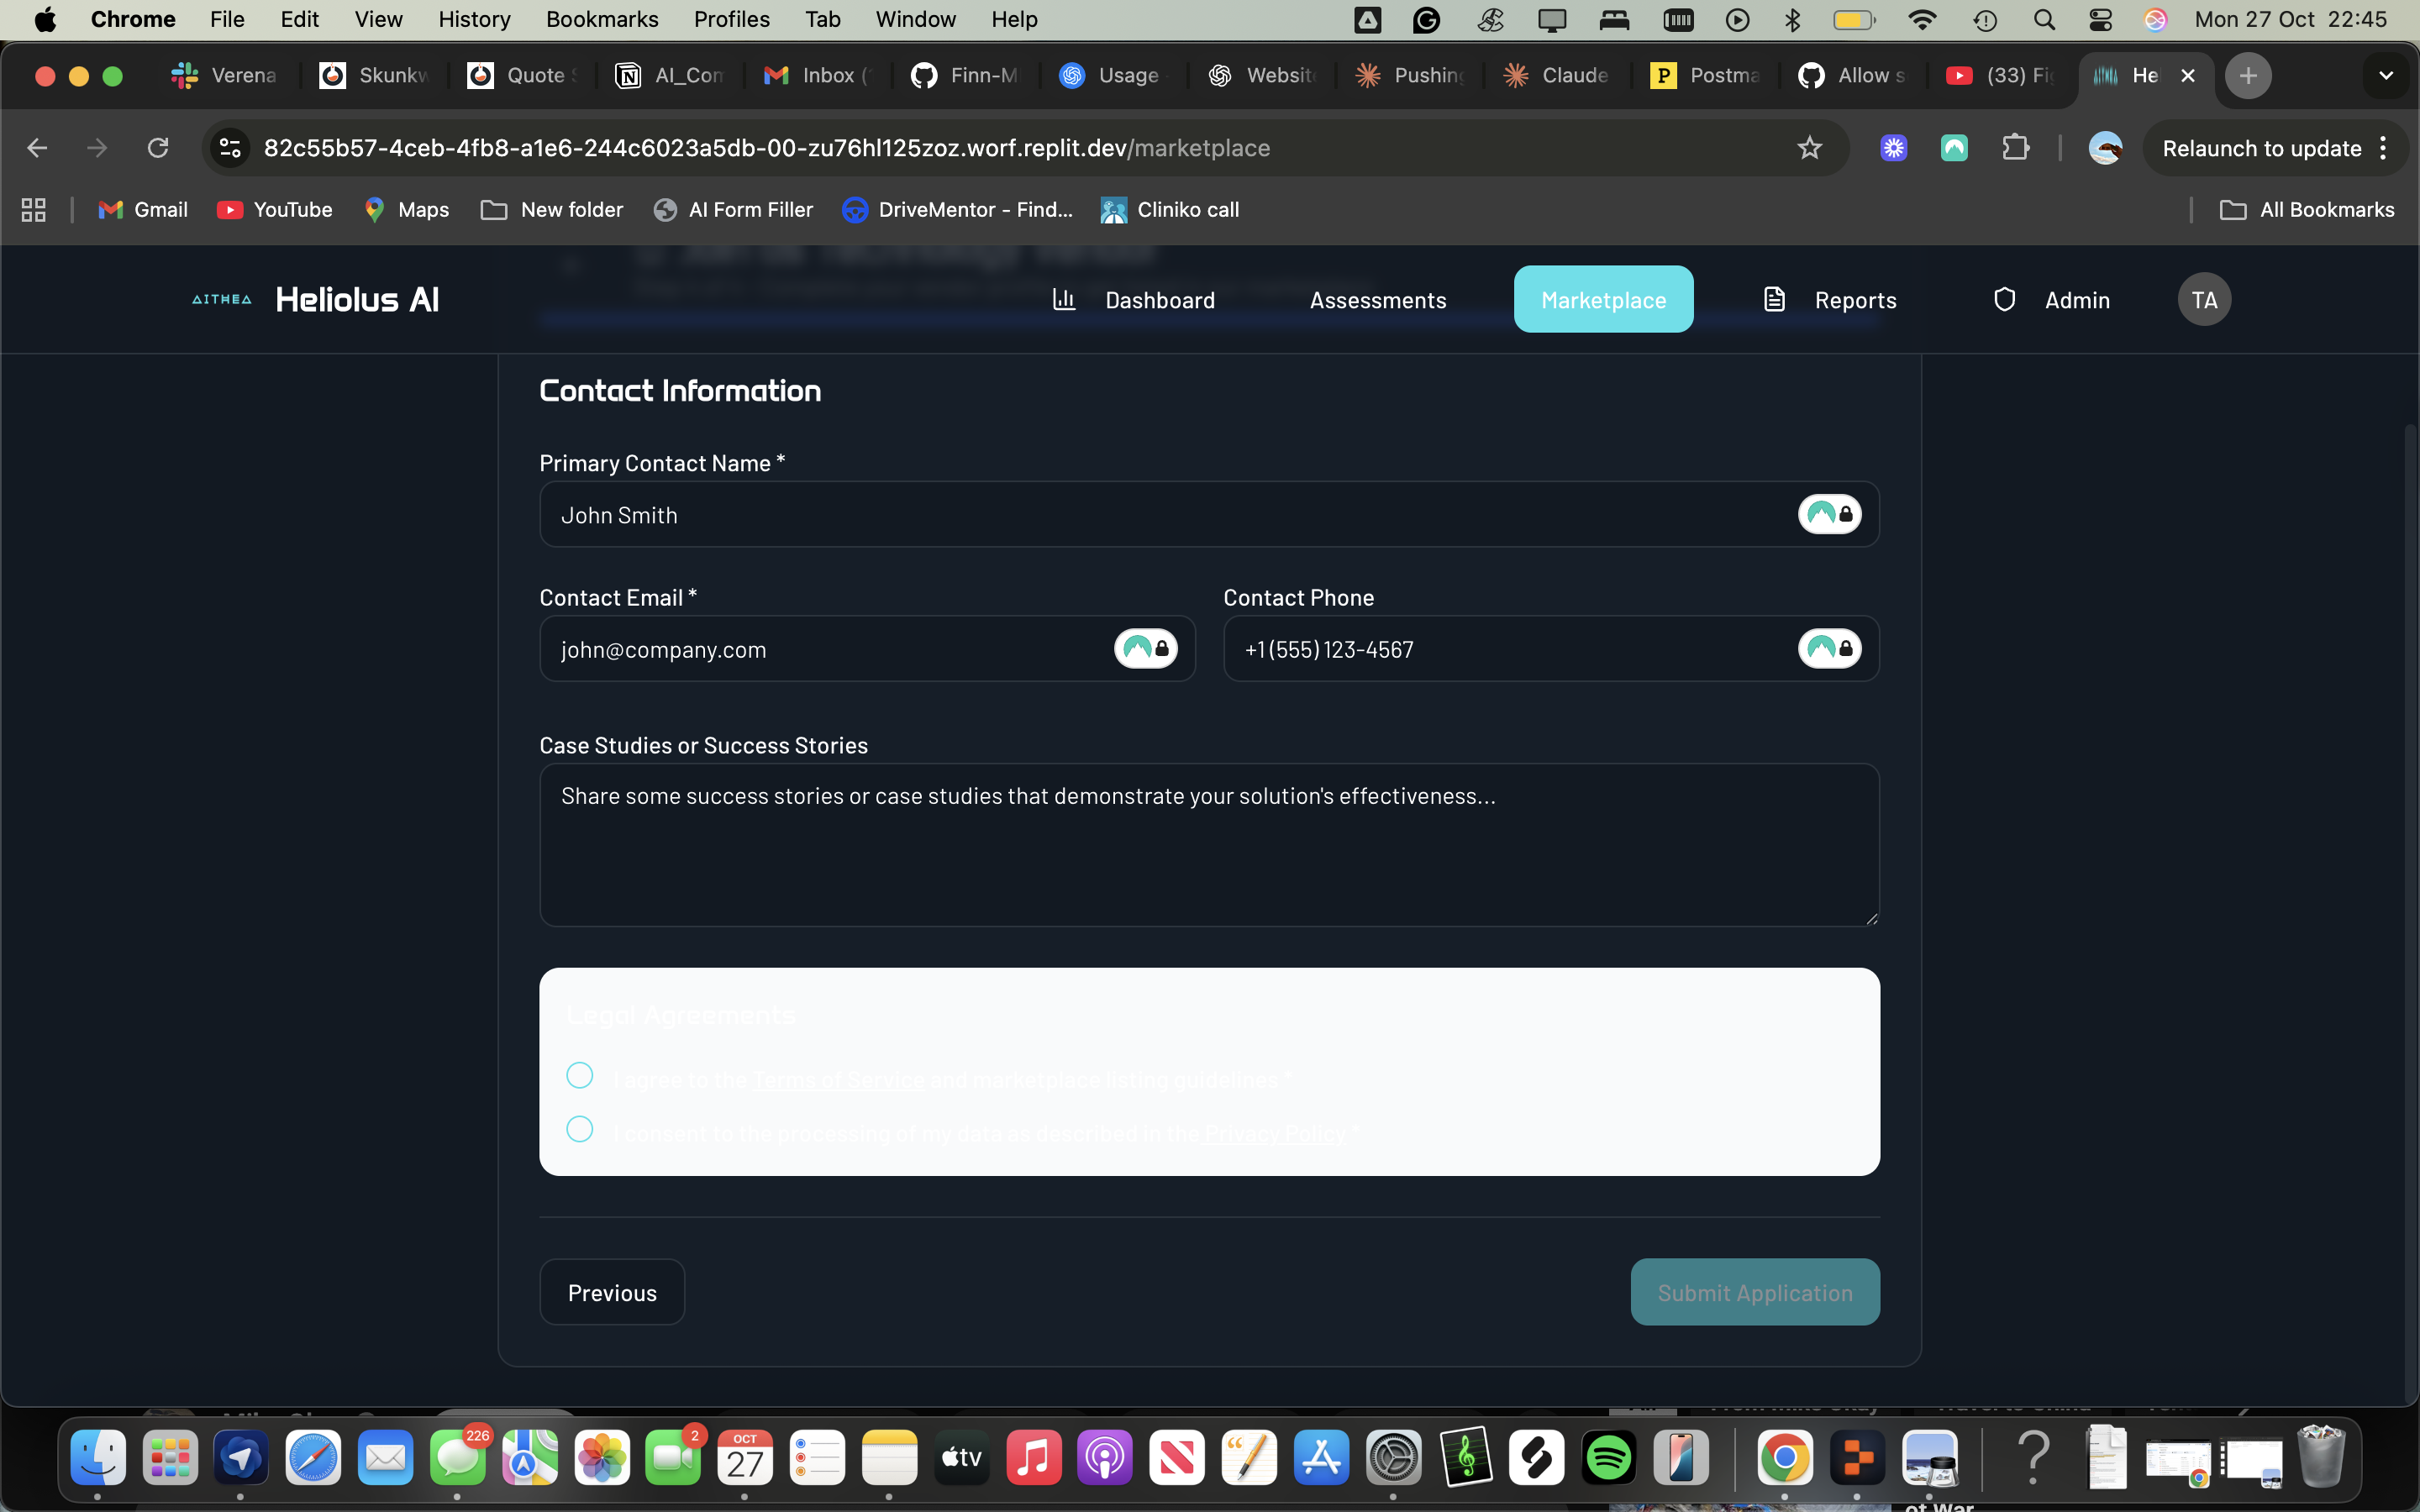 Chrome File Edit View History Bookmarks Profiles Tab Window Help Mon 27 Oct 22:45
Verena Skunkw Quote AI_Com Inbox ( Finn-M Usage Website Pushing Claude Postma Allow s (33) Fi He
82c55b57-4ceb-4fb8-a1e6-244c6023a5db-00-zu76hl125zoz.worf.replit.dev/marketplace Relaunch to update
Gmail YouTube Maps New folder AI Form Filler DriveMentor - Find... Cliniko call All Bookmarks
AITHEA Heliolus AI Dashboard Assessments Marketplace Reports Admin TA
Contact Information
Primary Contact Name *
John Smith
Contact Email * Contact Phone
john@company.com +1 (555) 123-4567
Case Studies or Success Stories
Share some success stories or case studies that demonstrate your solution's effectiveness...
Legal Agreements
I agree to the Terms of Service and marketplace listing guidelines *
I consent to the processing of my data as described in the Privacy Policy *
Previous Submit Application
226 2 OCT 27 tv
of War